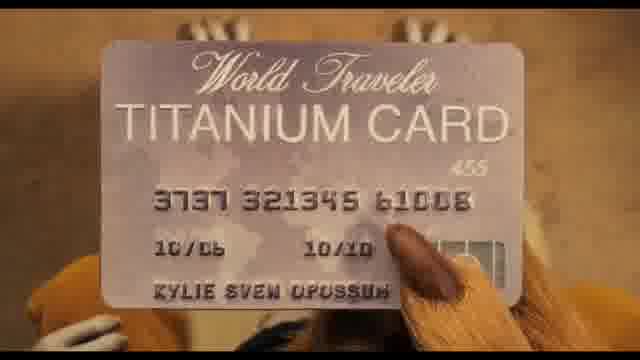 World Traveler
TITANIUM CARD
455
3737 321345 61008
10/06 10/10
KYLIE SVEN OPOSSUM